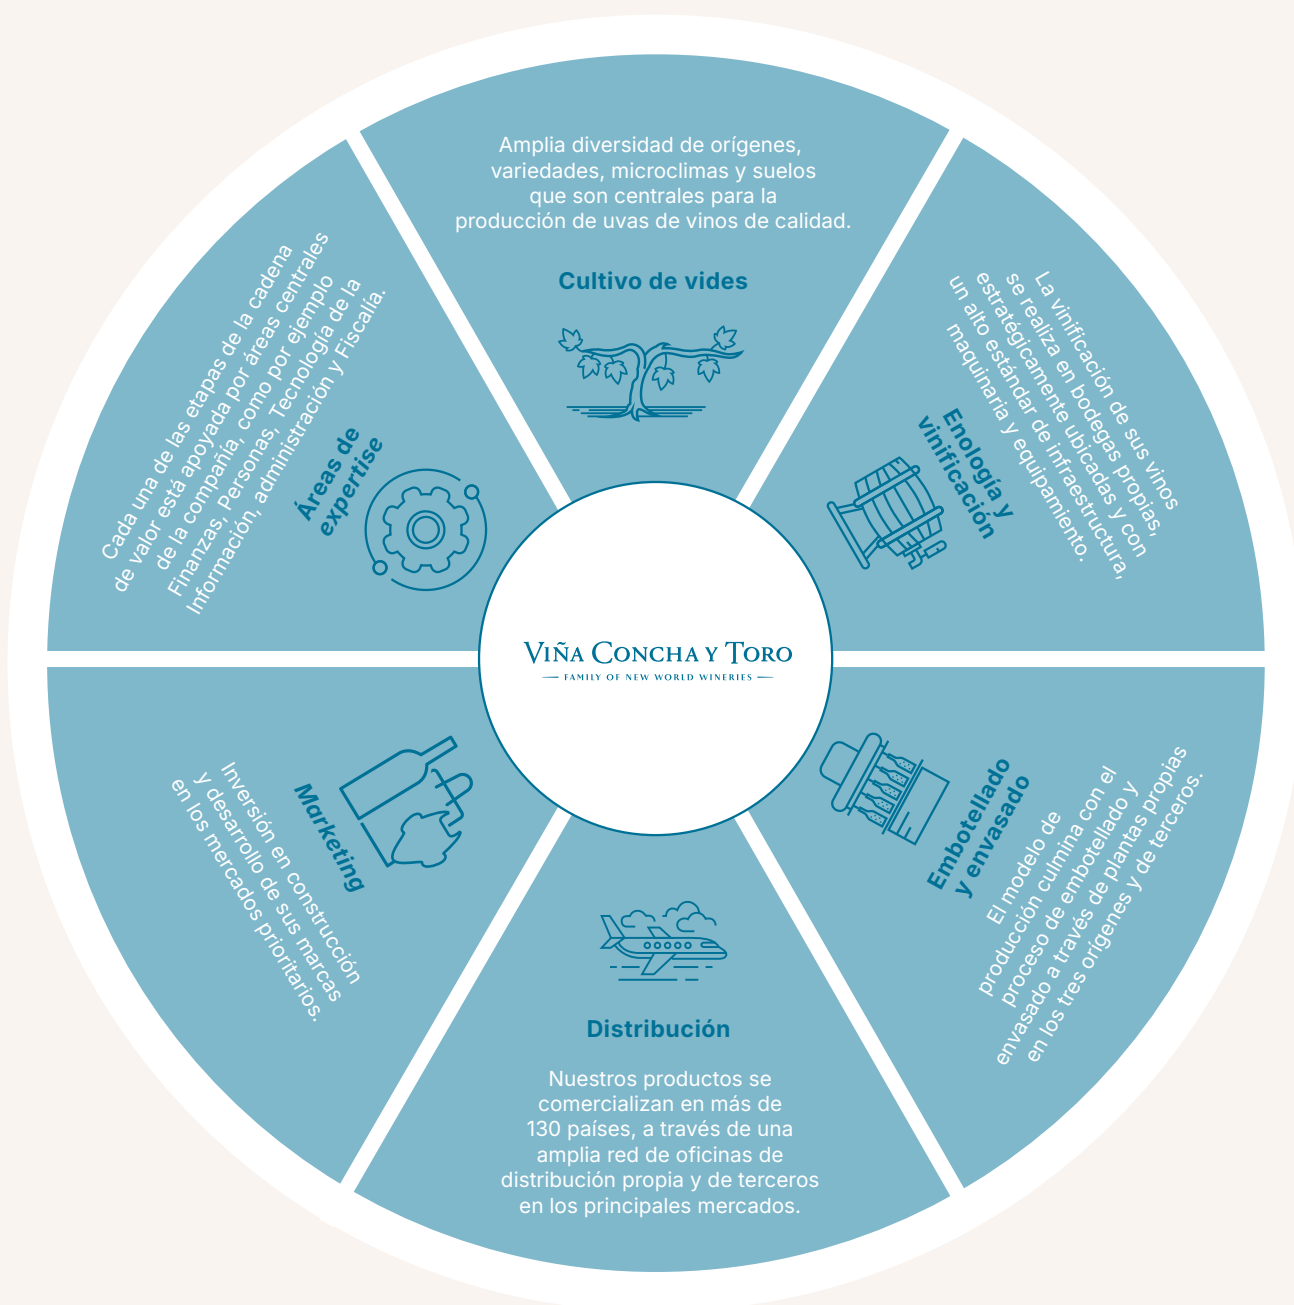 Amplia diversidad de orígenes,
variedades, microclimas y suelos
que son centrales para la
producción de uvas de vinos de calidad.
Cultivo de vides
La vinificación de sus vinos
se realiza en bodegas propias,
estratégicamente ubicadas y con
un alto estándar de infraestructura,
maquinaria y equipamiento.
Enología y
vinificación
Embotellado
y envasado
El modelo de
producción culmina con el
proceso de embotellado y
envasado a través de plantas propias
en los tres orígenes y de terceros.
Distribución
Nuestros productos se
comercializan en más de
130 países, a través de una
amplia red de oficinas de
distribución propia y de terceros
en los principales mercados.
Marketing
Inversión en construcción
y desarrollo de sus marcas
en los mercados prioritarios.
Cada una de las etapas de la cadena
de valor está apoyada por áreas centrales
de la compañía, como por ejemplo
Finanzas, Personas, Tecnología de la
Información, administración y Fiscalía.
Áreas de
expertise
VIÑA CONCHA Y TORO
FAMILY OF NEW WORLD WINERIES